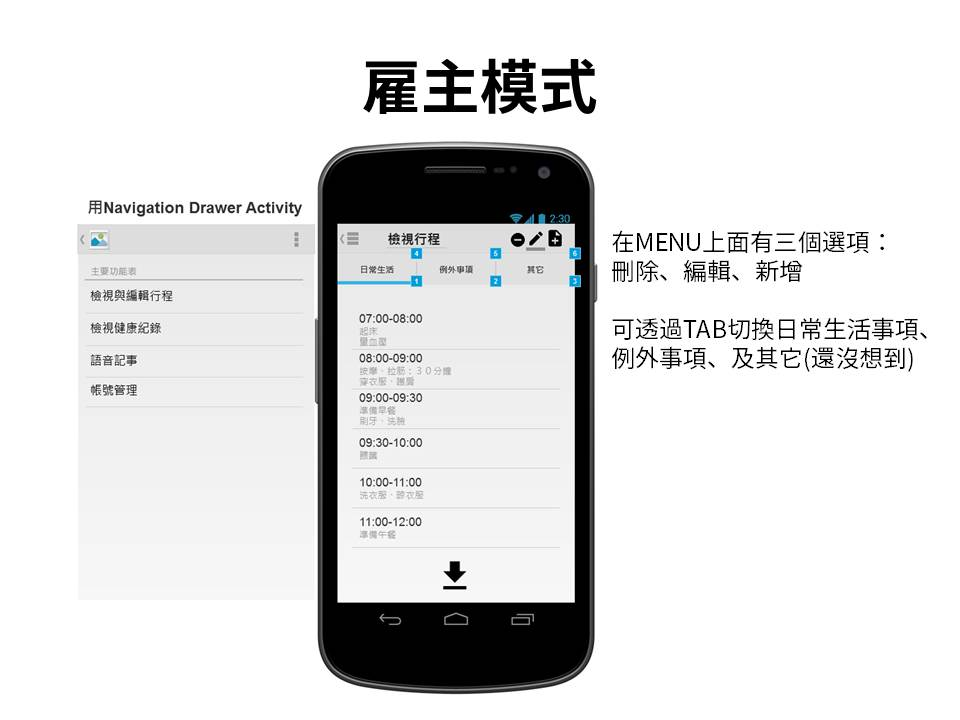 雇主模式
用Navigation Drawer Activity
主要功能表
檢視與編輯行程
檢視健康紀錄
語音記事
帳號管理
2:30
檢視行程
4
5
6
日常生活
例外事項
其它
1
2
3
07:00-08:00
起床
量血壓
08:00-09:00
按摩、拉筋：３０分鐘
穿衣服、護肩
09:00-09:30
準備早餐
刷牙、洗臉
09:30-10:00
10:00-11:00
洗衣服、晾衣服
11:00-12:00
準備午餐
在MENU上面有三個選項：
刪除、編輯、新增
可透過TAB切換日常生活事項、
例外事項、及其它(還沒想到)